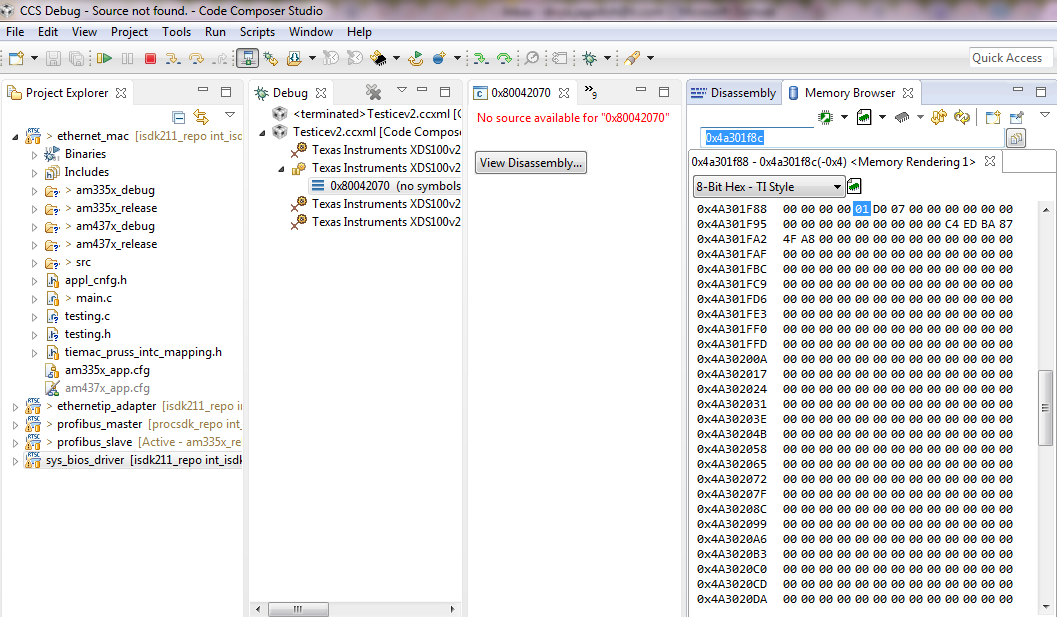 CCS Debug - Source not found. - Code Composer Studio
File Edit View Project Tools Run Scripts Window Help
Quick Access
Project Explorer
> ethernet_mac [isdk211_repo int_isc
Binaries
Includes
> am335x_debug
> am335x_release
> am437x_debug
> am437x_release
> src
appl_cnfg.h
> main.c
testing.c
testing.h
tiemac_pruss_intc_mapping.h
am335x_app.cfg
am437x_app.cfg
> ethernetip_adapter [isdk211_repo in
> profibus_master [procsdk_repo int_
> profibus_slave [Active - am335x_re
sys_bios_driver [isdk211_repo int_isdk
Debug
<terminated>Testicev2.ccxml [C
Testicev2.ccxml [Code Compos
Texas Instruments XDS100v2
Texas Instruments XDS100v2
0x80042070 (no symbols
Texas Instruments XDS100v2
Texas Instruments XDS100v2
0x80042070
»9
No source available for "0x80042070"
View Disassembly...
Disassembly
Memory Browser
0x4a301f8c
0x4a301f88 - 0x4a301f8c(-0x4) <Memory Rendering 1>
8-Bit Hex - TI Style
0x4A301F88 00 00 00 00 01 D0 07 00 00 00 00 00 00
0x4A301F95 00 00 00 00 00 00 00 00 00 C4 ED BA 87
0x4A301FA2 4F A8 00 00 00 00 00 00 00 00 00 00 00
0x4A301FAF 00 00 00 00 00 00 00 00 00 00 00 00 00
0x4A301FBC 00 00 00 00 00 00 00 00 00 00 00 00 00
0x4A301FC9 00 00 00 00 00 00 00 00 00 00 00 00 00
0x4A301FD6 00 00 00 00 00 00 00 00 00 00 00 00 00
0x4A301FE3 00 00 00 00 00 00 00 00 00 00 00 00 00
0x4A301FF0 00 00 00 00 00 00 00 00 00 00 00 00 00
0x4A301FFD 00 00 00 00 00 00 00 00 00 00 00 00 00
0x4A30200A 00 00 00 00 00 00 00 00 00 00 00 00 00
0x4A302017 00 00 00 00 00 00 00 00 00 00 00 00 00
0x4A302024 00 00 00 00 00 00 00 00 00 00 00 00 00
0x4A302031 00 00 00 00 00 00 00 00 00 00 00 00 00
0x4A30203E 00 00 00 00 00 00 00 00 00 00 00 00 00
0x4A30204B 00 00 00 00 00 00 00 00 00 00 00 00 00
0x4A302058 00 00 00 00 00 00 00 00 00 00 00 00 00
0x4A302065 00 00 00 00 00 00 00 00 00 00 00 00 00
0x4A302072 00 00 00 00 00 00 00 00 00 00 00 00 00
0x4A30207F 00 00 00 00 00 00 00 00 00 00 00 00 00
0x4A30208C 00 00 00 00 00 00 00 00 00 00 00 00 00
0x4A302099 00 00 00 00 00 00 00 00 00 00 00 00 00
0x4A3020A6 00 00 00 00 00 00 00 00 00 00 00 00 00
0x4A3020B3 00 00 00 00 00 00 00 00 00 00 00 00 00
0x4A3020C0 00 00 00 00 00 00 00 00 00 00 00 00 00
0x4A3020CD 00 00 00 00 00 00 00 00 00 00 00 00 00
0x4A3020DA 00 00 00 00 00 00 00 00 00 00 00 00 00